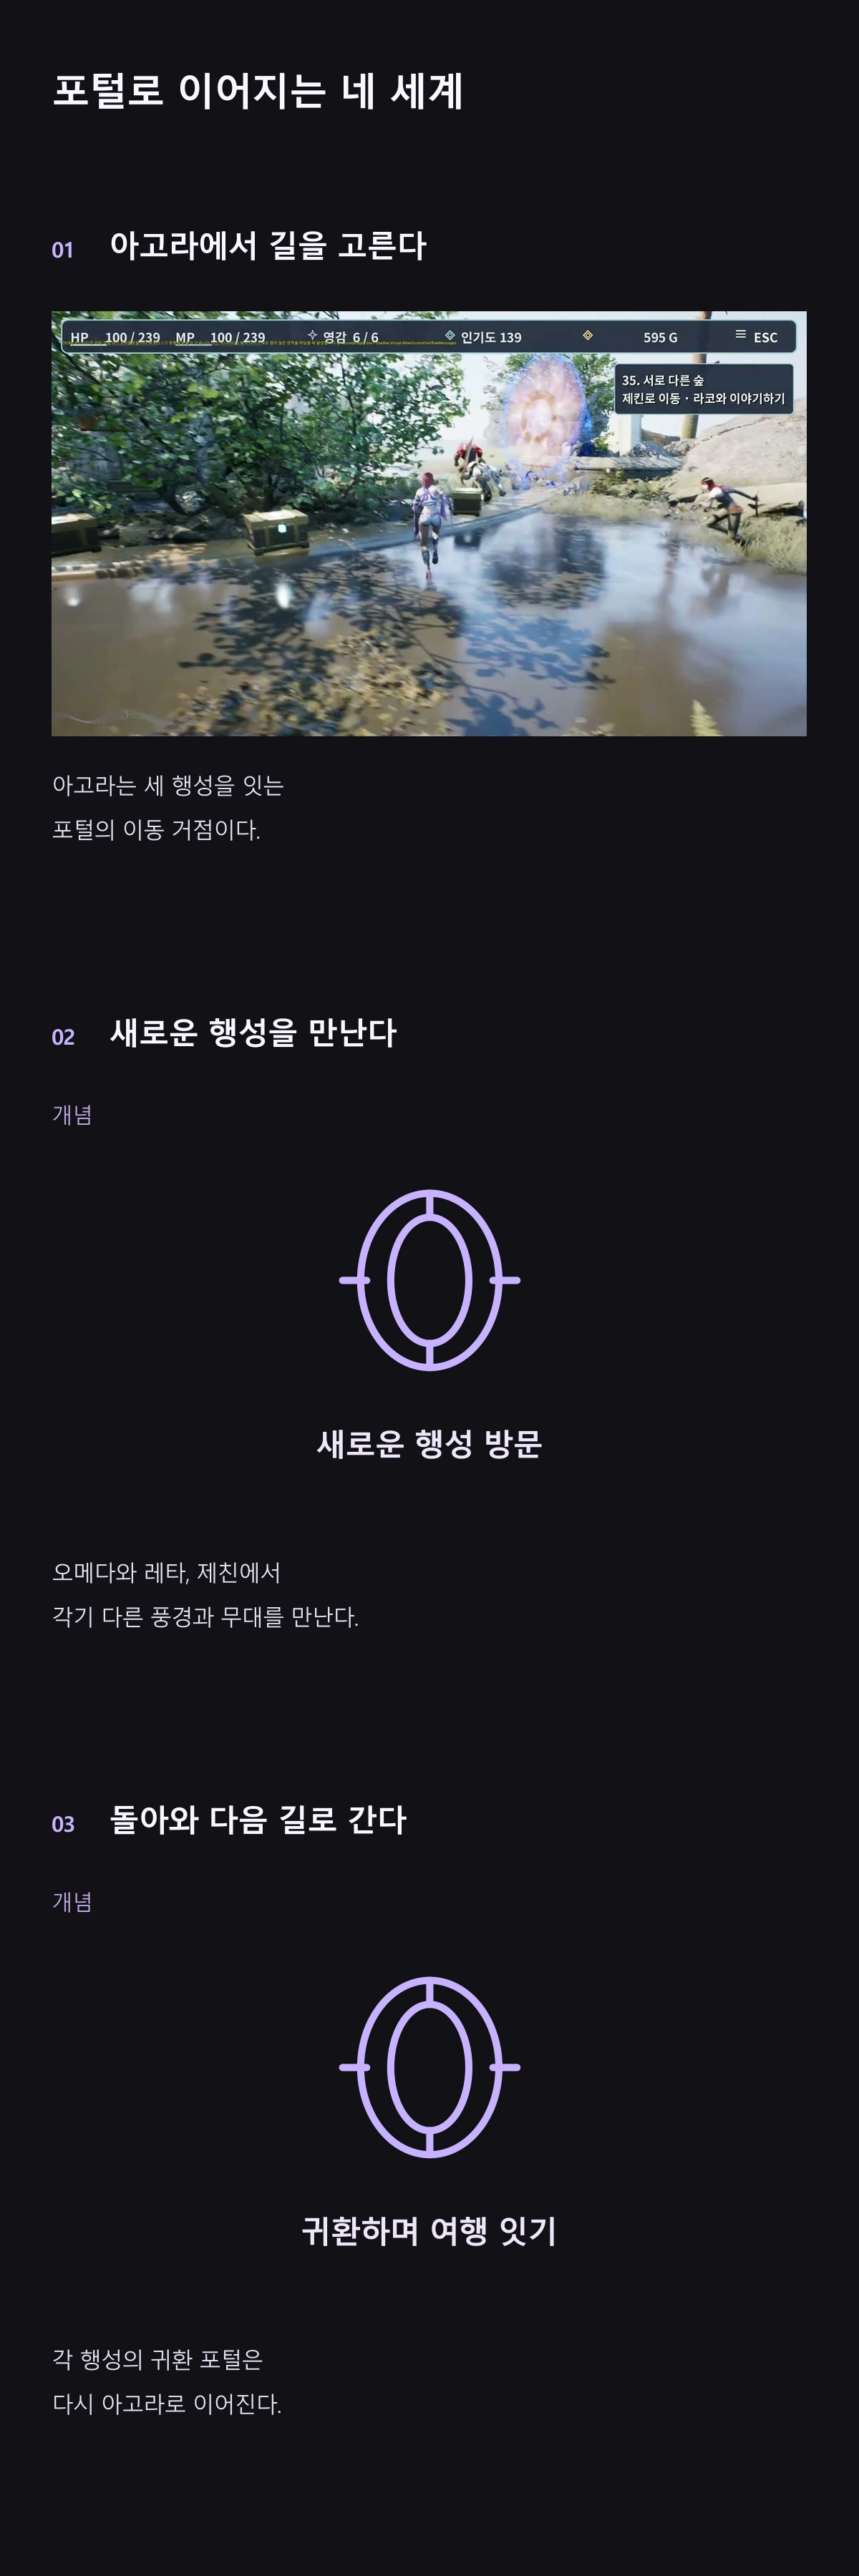 포털로 이어지는 네 세계
01 아고라에서 길을 고른다
HP 100 / 239 MP 100 / 239 영감 6 / 6 인기도 139 595 G ESC
35. 서로 다른 숲
제킨로 이동 · 라코와 이야기하기
아고라는 세 행성을 잇는
포털의 이동 거점이다.
02 새로운 행성을 만난다
개념
새로운 행성 방문
오메다와 레타, 제친에서
각기 다른 풍경과 무대를 만난다.
03 돌아와 다음 길로 간다
개념
귀환하며 여행 잇기
각 행성의 귀환 포털은
다시 아고라로 이어진다.